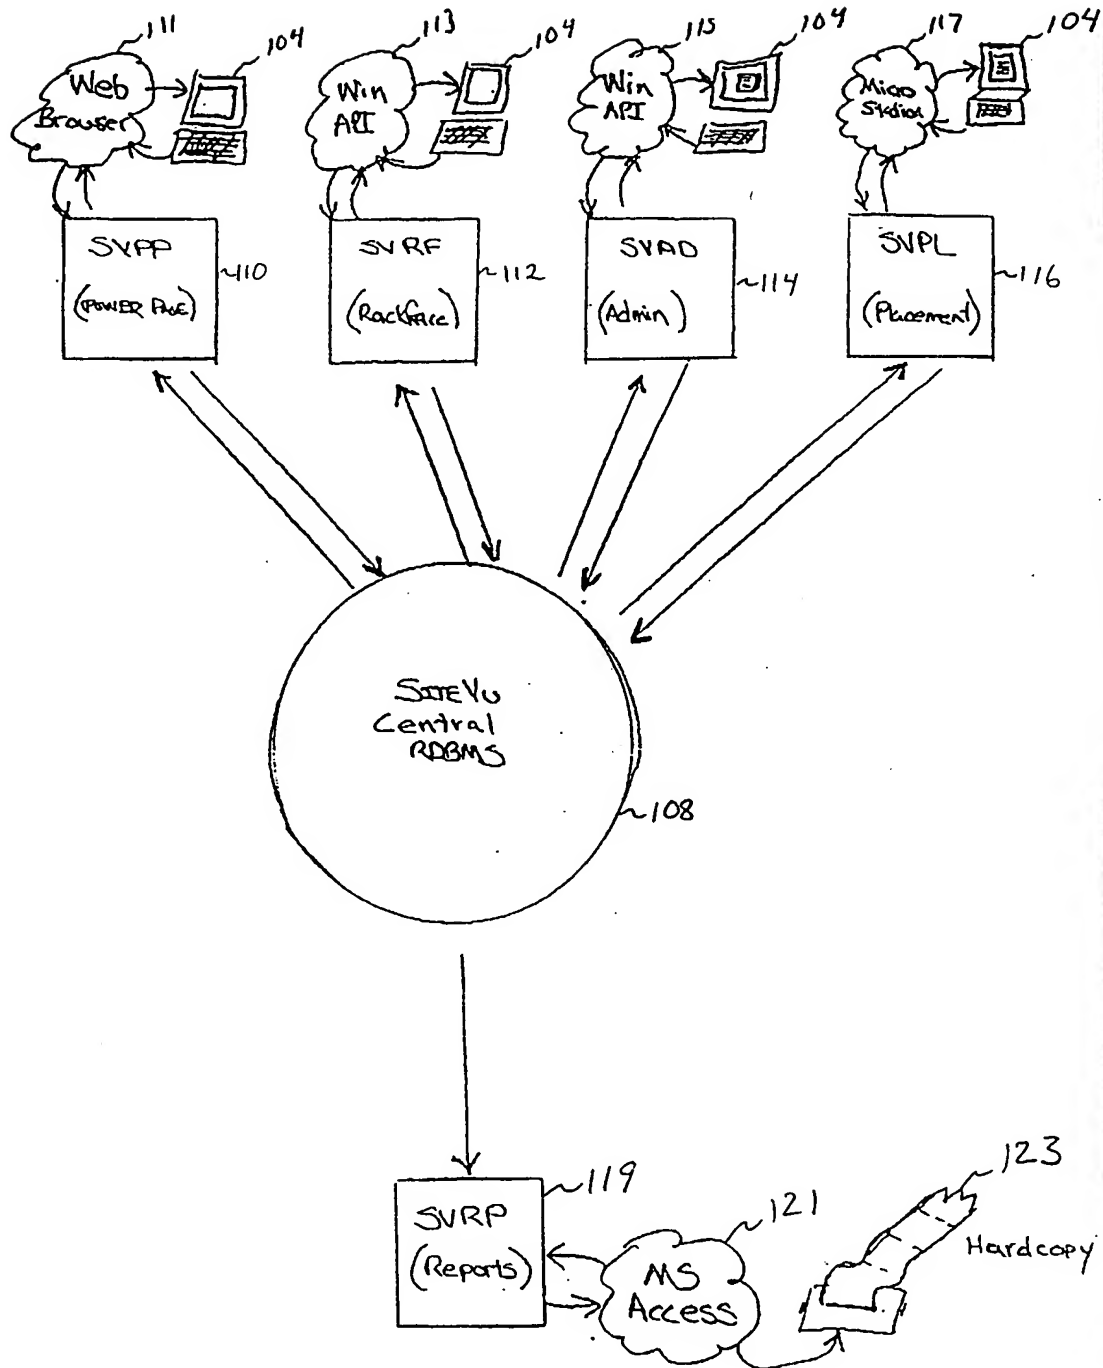 111
104
113
104
115
104
117
104
Web
Browser
Win
API
Win
API
Micro
SVPP
(POWER PAGE)
110
SVRF
(Rackface)
112
SVAD
(Admin)
114
SVPL
(Placement)
116
SITEVU
Central
RDBMS
108
SVRP
(Reports)
119
MS
Access
121
123
Hardcopy